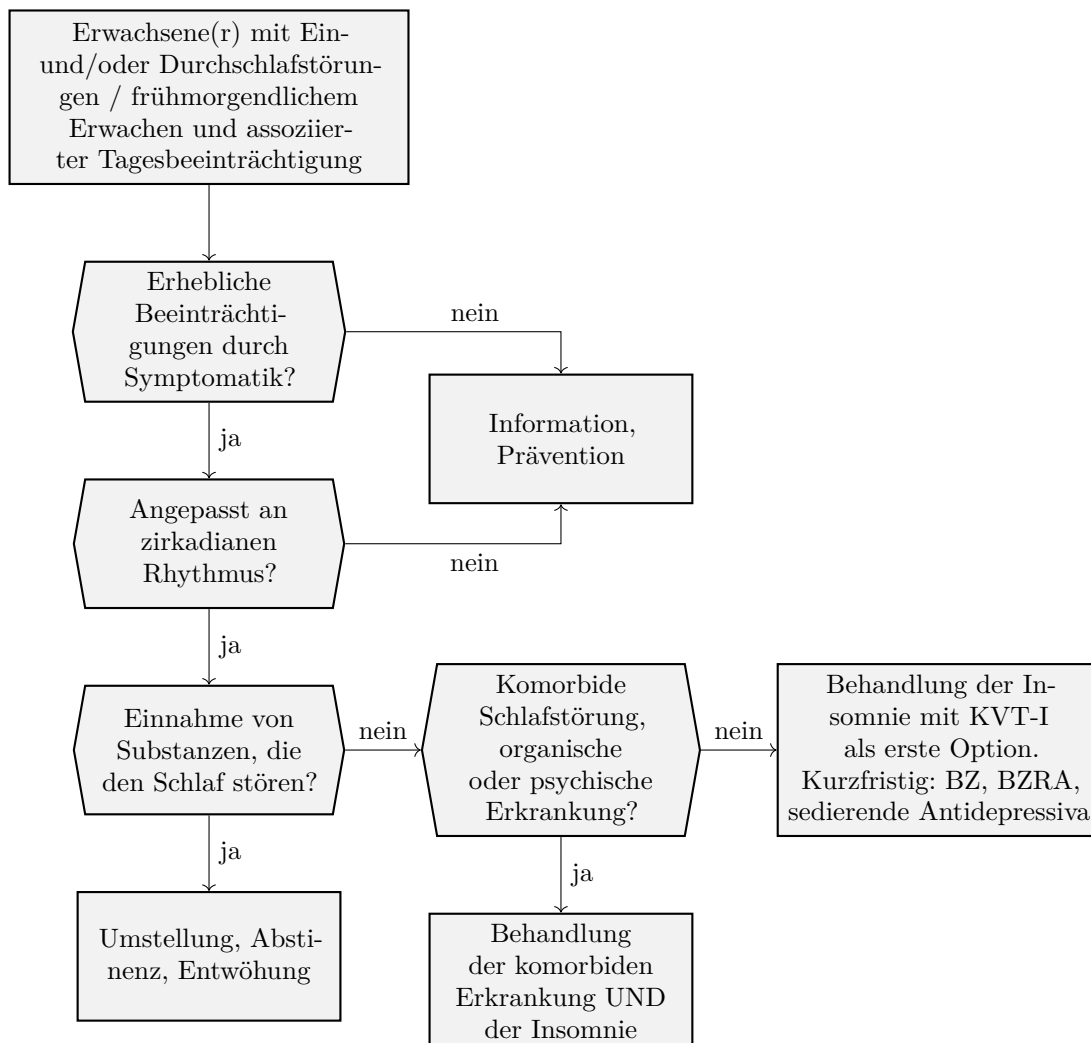 Erwachsene(r) mit Ein-
und/oder Durchschlafstörun-
gen / frühmorgendlichem
Erwachen und assoziier-
ter Tagesbeeinträchtigung
Erhebliche
Beeinträchti-
gungen durch
Symptomatik?
nein
Information,
Prävention
ja
Angepasst an
zirkadianen
Rhythmus?
nein
ja
Einnahme von
Substanzen, die
den Schlaf stören?
nein
Komorbide
Schlafstörung,
organische
oder psychische
Erkrankung?
nein
Behandlung der In-
somnie mit KVT-I
als erste Option.
Kurzfristig: BZ, BZRA,
sedierende Antidepressiva
ja
Umstellung, Absti-
nenz, Entwöhung
ja
Behandlung
der komorbiden
Erkrankung UND
der Insomnie